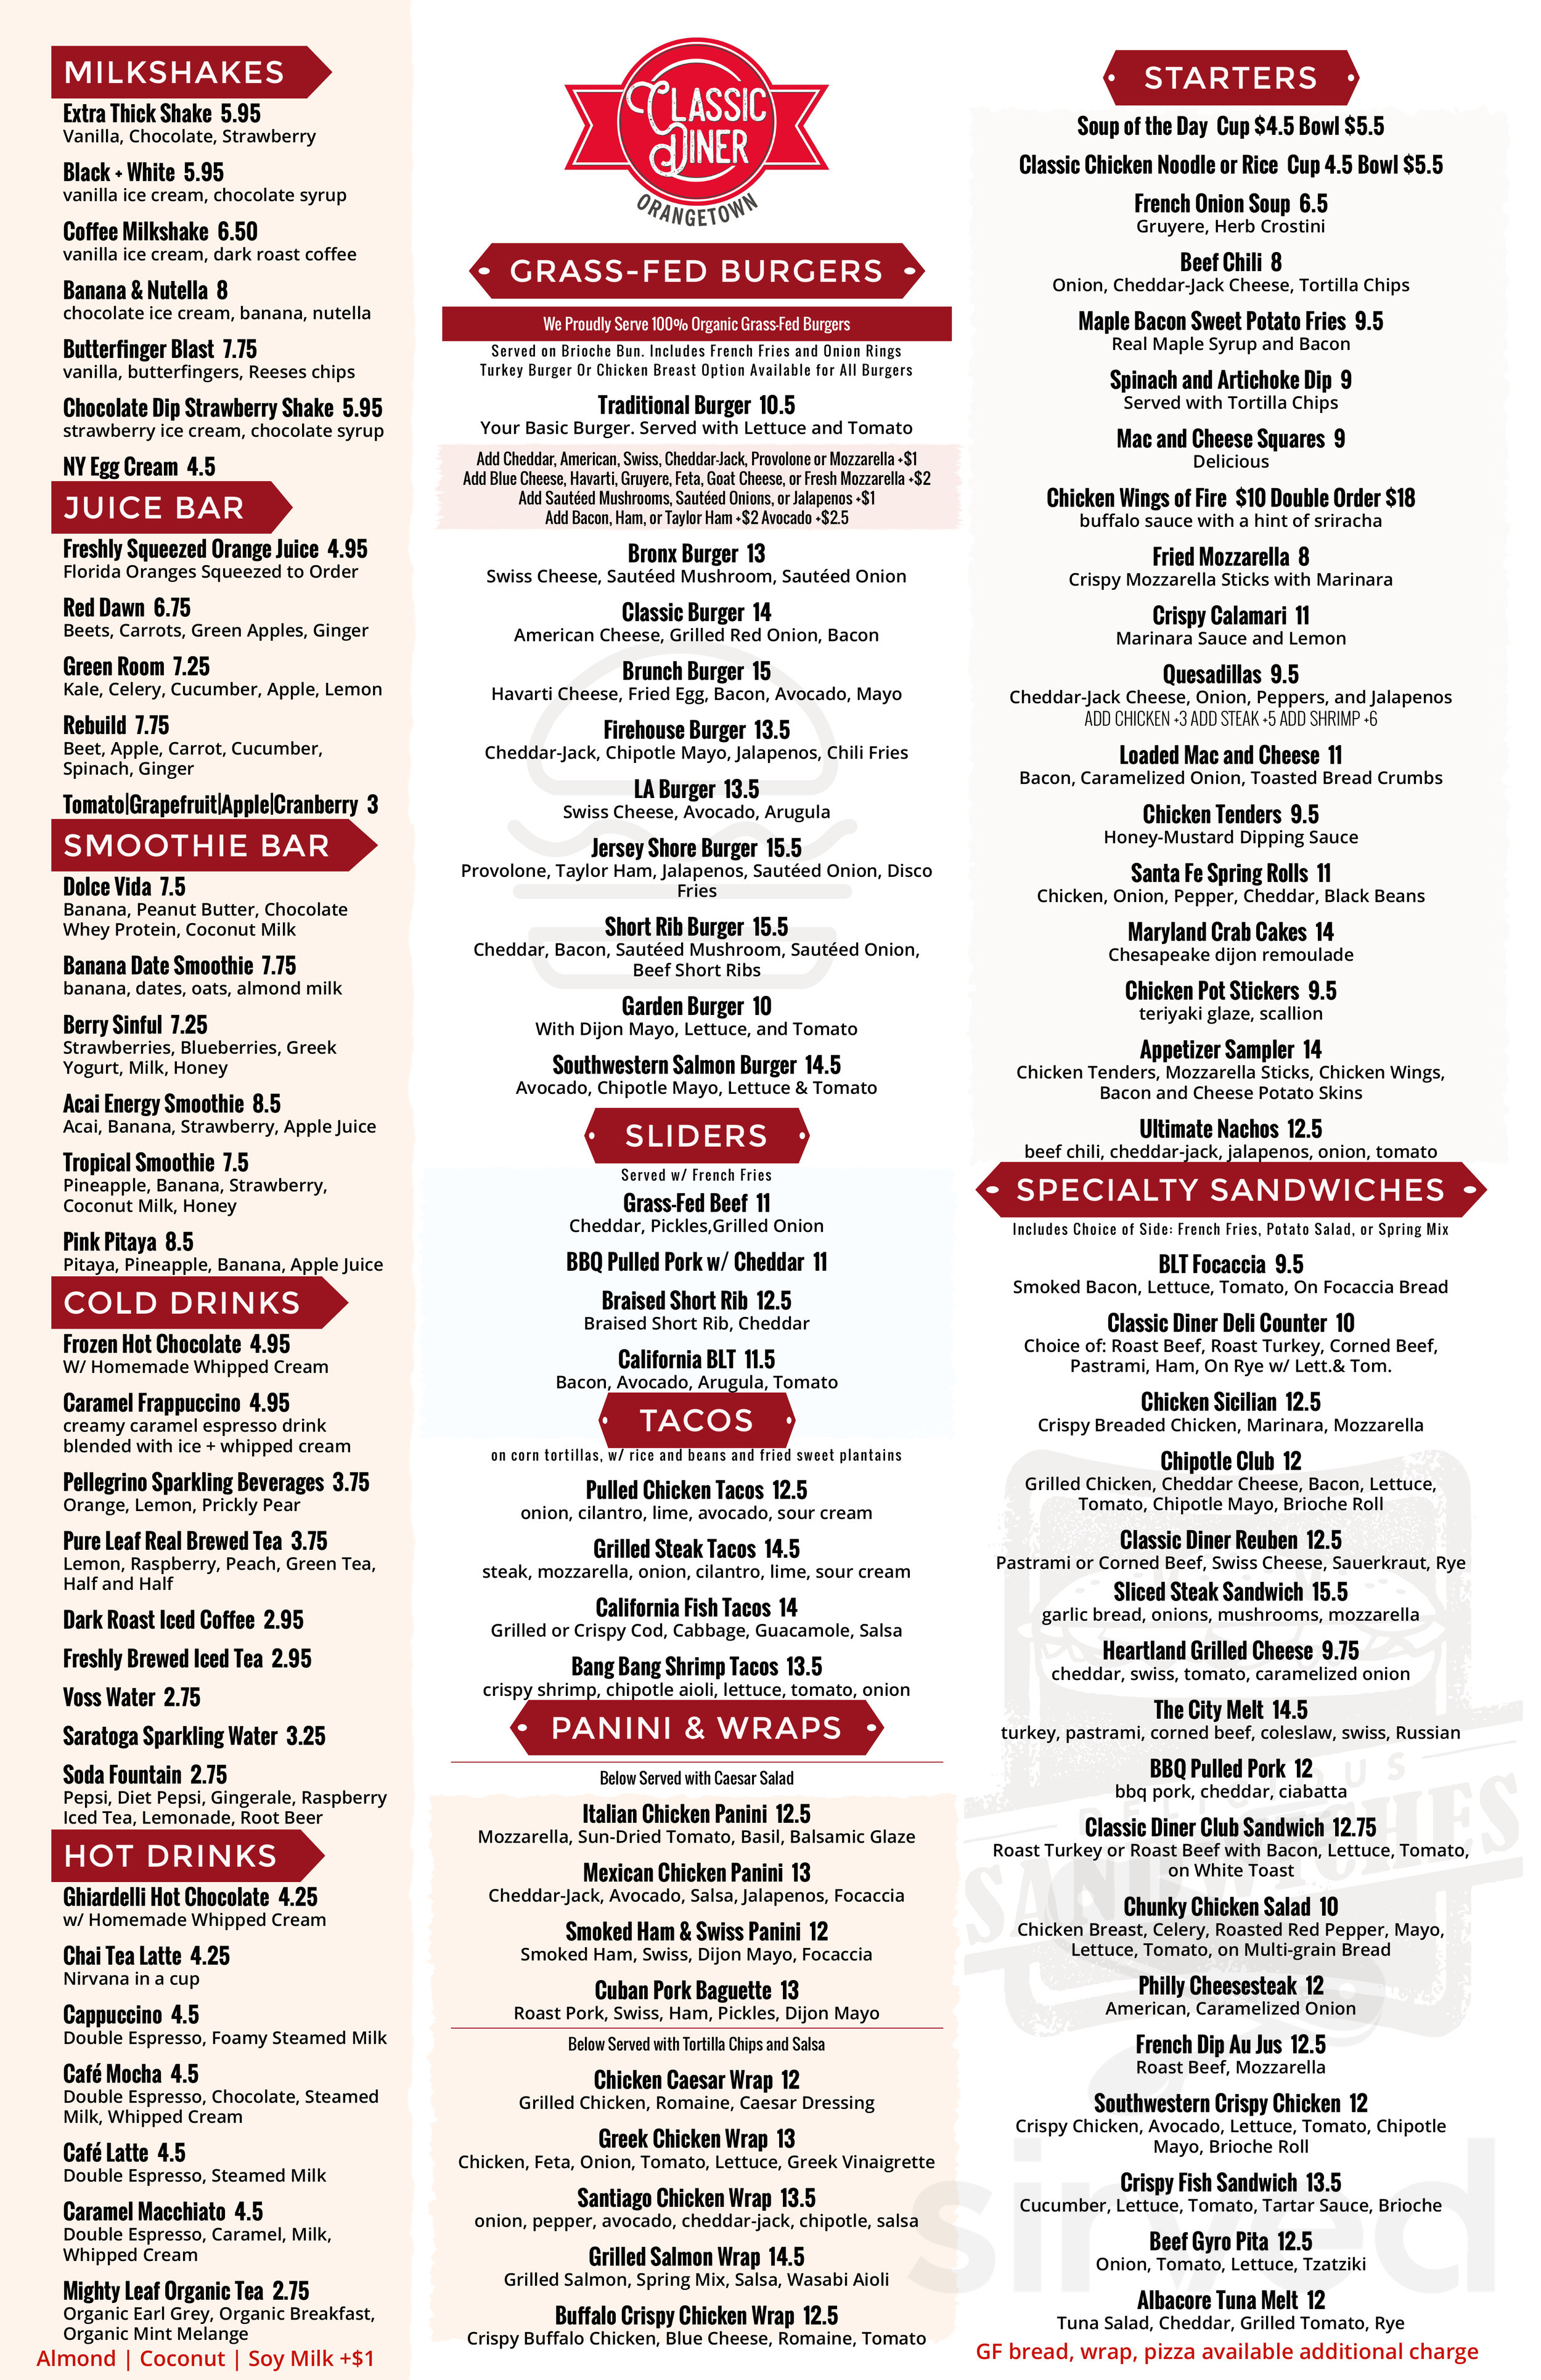 MILKSHAKES
Extra Thick Shake 5.95
Vanilla, Chocolate, Strawberry
Black + White 5.95
vanilla ice cream, chocolate syrup
Coffee Milkshake 6.50
vanilla ice cream, dark roast coffee
Banana & Nutella 8
chocolate ice cream, banana, nutella
Butterfinger Blast 7.75
vanilla, butterfingers, Reeses chips
Chocolate Dip Strawberry Shake 5.95
strawberry ice cream, chocolate syrup
NY Egg Cream 4.5
JUICE BAR
Freshly Squeezed Orange Juice 4.95
Florida Oranges Squeezed to Order
Red Dawn 6.75
Beets, Carrots, Green Apples, Ginger
Green Room 7.25
Kale, Celery, Cucumber, Apple, Lemon
Rebuild 7.75
Beet, Apple, Carrot, Cucumber,
Spinach, Ginger
Tomato|Grapefruit|Apple|Cranberry 3
SMOOTHIE BAR
Dolce Vida 7.5
Banana, Peanut Butter, Chocolate
Whey Protein, Coconut Milk
Banana Date Smoothie 7.75
banana, dates, oats, almond milk
Berry Sinful 7.25
Strawberries, Blueberries, Greek
Yogurt, Milk, Honey
Acai Energy Smoothie 8.5
Acai, Banana, Strawberry, Apple Juice
Tropical Smoothie 7.5
Pineapple, Banana, Strawberry,
Coconut Milk, Honey
Pink Pitaya 8.5
Pitaya, Pineapple, Banana, Apple Juice
COLD DRINKS
Frozen Hot Chocolate 4.95
W/ Homemade Whipped Cream
Caramel Frappuccino 4.95
creamy caramel espresso drink
blended with ice + whipped cream
Pellegrino Sparkling Beverages 3.75
Orange, Lemon, Prickly Pear
Pure Leaf Real Brewed Tea 3.75
Lemon, Raspberry, Peach, Green Tea,
Half and Half
Dark Roast Iced Coffee 2.95
Freshly Brewed Iced Tea 2.95
Voss Water 2.75
Saratoga Sparkling Water 3.25
Soda Fountain 2.75
Pepsi, Diet Pepsi, Gingerale, Raspberry
Iced Tea, Lemonade, Root Beer
HOT DRINKS
Ghiardelli Hot Chocolate 4.25
w/ Homemade Whipped Cream
Chai Tea Latte 4.25
Nirvana in a cup
Cappuccino 4.5
Double Espresso, Foamy Steamed Milk
Café Mocha 4.5
Double Espresso, Chocolate, Steamed
Milk, Whipped Cream
Café Latte 4.5
Double Espresso, Steamed Milk
Caramel Macchiato 4.5
Double Espresso, Caramel, Milk,
Whipped Cream
Mighty Leaf Organic Tea 2.75
Organic Earl Grey, Organic Breakfast,
Organic Mint Melange
Almond | Coconut | Soy Milk +$1
CLASSIC
DINER
ORANGETOWN
GRASS-FED BURGERS
We Proudly Serve 100% Organic Grass-Fed Burgers
Served on Brioche Bun. Includes French Fries and Onion Rings
Turkey Burger Or Chicken Breast Option Available for All Burgers
Traditional Burger 10.5
Your Basic Burger. Served with Lettuce and Tomato
Add Cheddar, American, Swiss, Cheddar-Jack, Provolone or Mozzarella +$1
Add Blue Cheese, Havarti, Gruyere, Feta, Goat Cheese, or Fresh Mozzarella +$2
Add Sautéed Mushrooms, Sautéed Onions, or Jalapenos +$1
Add Bacon, Ham, or Taylor Ham +$2 Avocado +$2.5
Bronx Burger 13
Swiss Cheese, Sautéed Mushroom, Sautéed Onion
Classic Burger 14
American Cheese, Grilled Red Onion, Bacon
Brunch Burger 15
Havarti Cheese, Fried Egg, Bacon, Avocado, Mayo
Firehouse Burger 13.5
Cheddar-Jack, Chipotle Mayo, Jalapenos, Chili Fries
LA Burger 13.5
Swiss Cheese, Avocado, Arugula
Jersey Shore Burger 15.5
Provolone, Taylor Ham, Jalapenos, Sautéed Onion, Disco
Fries
Short Rib Burger 15.5
Cheddar, Bacon, Sautéed Mushroom, Sautéed Onion,
Beef Short Ribs
Garden Burger 10
With Dijon Mayo, Lettuce, and Tomato
Southwestern Salmon Burger 14.5
Avocado, Chipotle Mayo, Lettuce & Tomato
SLIDERS
Served w/ French Fries
Grass-Fed Beef 11
Cheddar, Pickles,Grilled Onion
BBQ Pulled Pork w/ Cheddar 11
Braised Short Rib 12.5
Braised Short Rib, Cheddar
California BLT 11.5
Bacon, Avocado, Arugula, Tomato
TACOS
on corn tortillas, w/ rice and beans and fried sweet plantains
Pulled Chicken Tacos 12.5
onion, cilantro, lime, avocado, sour cream
Grilled Steak Tacos 14.5
steak, mozzarella, onion, cilantro, lime, sour cream
California Fish Tacos 14
Grilled or Crispy Cod, Cabbage, Guacamole, Salsa
Bang Bang Shrimp Tacos 13.5
crispy shrimp, chipotle aioli, lettuce, tomato, onion
PANINI & WRAPS
Below Served with Caesar Salad
Italian Chicken Panini 12.5
Mozzarella, Sun-Dried Tomato, Basil, Balsamic Glaze
Mexican Chicken Panini 13
Cheddar-Jack, Avocado, Salsa, Jalapenos, Focaccia
Smoked Ham & Swiss Panini 12
Smoked Ham, Swiss, Dijon Mayo, Focaccia
Cuban Pork Baguette 13
Roast Pork, Swiss, Ham, Pickles, Dijon Mayo
Below Served with Tortilla Chips and Salsa
Chicken Caesar Wrap 12
Grilled Chicken, Romaine, Caesar Dressing
Greek Chicken Wrap 13
Chicken, Feta, Onion, Tomato, Lettuce, Greek Vinaigrette
Santiago Chicken Wrap 13.5
onion, pepper, avocado, cheddar-jack, chipotle, salsa
Grilled Salmon Wrap 14.5
Grilled Salmon, Spring Mix, Salsa, Wasabi Aioli
Buffalo Crispy Chicken Wrap 12.5
Crispy Buffalo Chicken, Blue Cheese, Romaine, Tomato
STARTERS
Soup of the Day Cup $4.5 Bowl $5.5
Classic Chicken Noodle or Rice Cup 4.5 Bowl $5.5
French Onion Soup 6.5
Gruyere, Herb Crostini
Beef Chili 8
Onion, Cheddar-Jack Cheese, Tortilla Chips
Maple Bacon Sweet Potato Fries 9.5
Real Maple Syrup and Bacon
Spinach and Artichoke Dip 9
Served with Tortilla Chips
Mac and Cheese Squares 9
Delicious
Chicken Wings of Fire $10 Double Order $18
buffalo sauce with a hint of sriracha
Fried Mozzarella 8
Crispy Mozzarella Sticks with Marinara
Crispy Calamari 11
Marinara Sauce and Lemon
Quesadillas 9.5
Cheddar-Jack Cheese, Onion, Peppers, and Jalapenos
ADD CHICKEN +3 ADD STEAK +5 ADD SHRIMP +6
Loaded Mac and Cheese 11
Bacon, Caramelized Onion, Toasted Bread Crumbs
Chicken Tenders 9.5
Honey-Mustard Dipping Sauce
Santa Fe Spring Rolls 11
Chicken, Onion, Pepper, Cheddar, Black Beans
Maryland Crab Cakes 14
Chesapeake dijon remoulade
Chicken Pot Stickers 9.5
teriyaki glaze, scallion
Appetizer Sampler 14
Chicken Tenders, Mozzarella Sticks, Chicken Wings,
Bacon and Cheese Potato Skins
Ultimate Nachos 12.5
beef chili, cheddar-jack, jalapenos, onion, tomato
SPECIALTY SANDWICHES
Includes Choice of Side: French Fries, Potato Salad, or Spring Mix
BLT Focaccia 9.5
Smoked Bacon, Lettuce, Tomato, On Focaccia Bread
Classic Diner Deli Counter 10
Choice of: Roast Beef, Roast Turkey, Corned Beef,
Pastrami, Ham, On Rye w/ Lett.& Tom.
Chicken Sicilian 12.5
Crispy Breaded Chicken, Marinara, Mozzarella
Chipotle Club 12
Grilled Chicken, Cheddar Cheese, Bacon, Lettuce,
Tomato, Chipotle Mayo, Brioche Roll
Classic Diner Reuben 12.5
Pastrami or Corned Beef, Swiss Cheese, Sauerkraut, Rye
Sliced Steak Sandwich 15.5
garlic bread, onions, mushrooms, mozzarella
Heartland Grilled Cheese 9.75
cheddar, swiss, tomato, caramelized onion
The City Melt 14.5
turkey, pastrami, corned beef, coleslaw, swiss, Russian
BBQ Pulled Pork 12
bbq pork, cheddar, ciabatta
DELICIOUS
SANDWICHES
Classic Diner Club Sandwich 12.75
Roast Turkey or Roast Beef with Bacon, Lettuce, Tomato,
on White Toast
Chunky Chicken Salad 10
Chicken Breast, Celery, Roasted Red Pepper, Mayo,
Lettuce, Tomato, on Multi-grain Bread
Philly Cheesesteak 12
American, Caramelized Onion
French Dip Au Jus 12.5
Roast Beef, Mozzarella
Southwestern Crispy Chicken 12
Crispy Chicken, Avocado, Lettuce, Tomato, Chipotle
Mayo, Brioche Roll
Crispy Fish Sandwich 13.5
Cucumber, Lettuce, Tomato, Tartar Sauce, Brioche
Beef Gyro Pita 12.5
Onion, Tomato, Lettuce, Tzatziki
Albacore Tuna Melt 12
Tuna Salad, Cheddar, Grilled Tomato, Rye
GF bread, wrap, pizza available additional charge
sirved